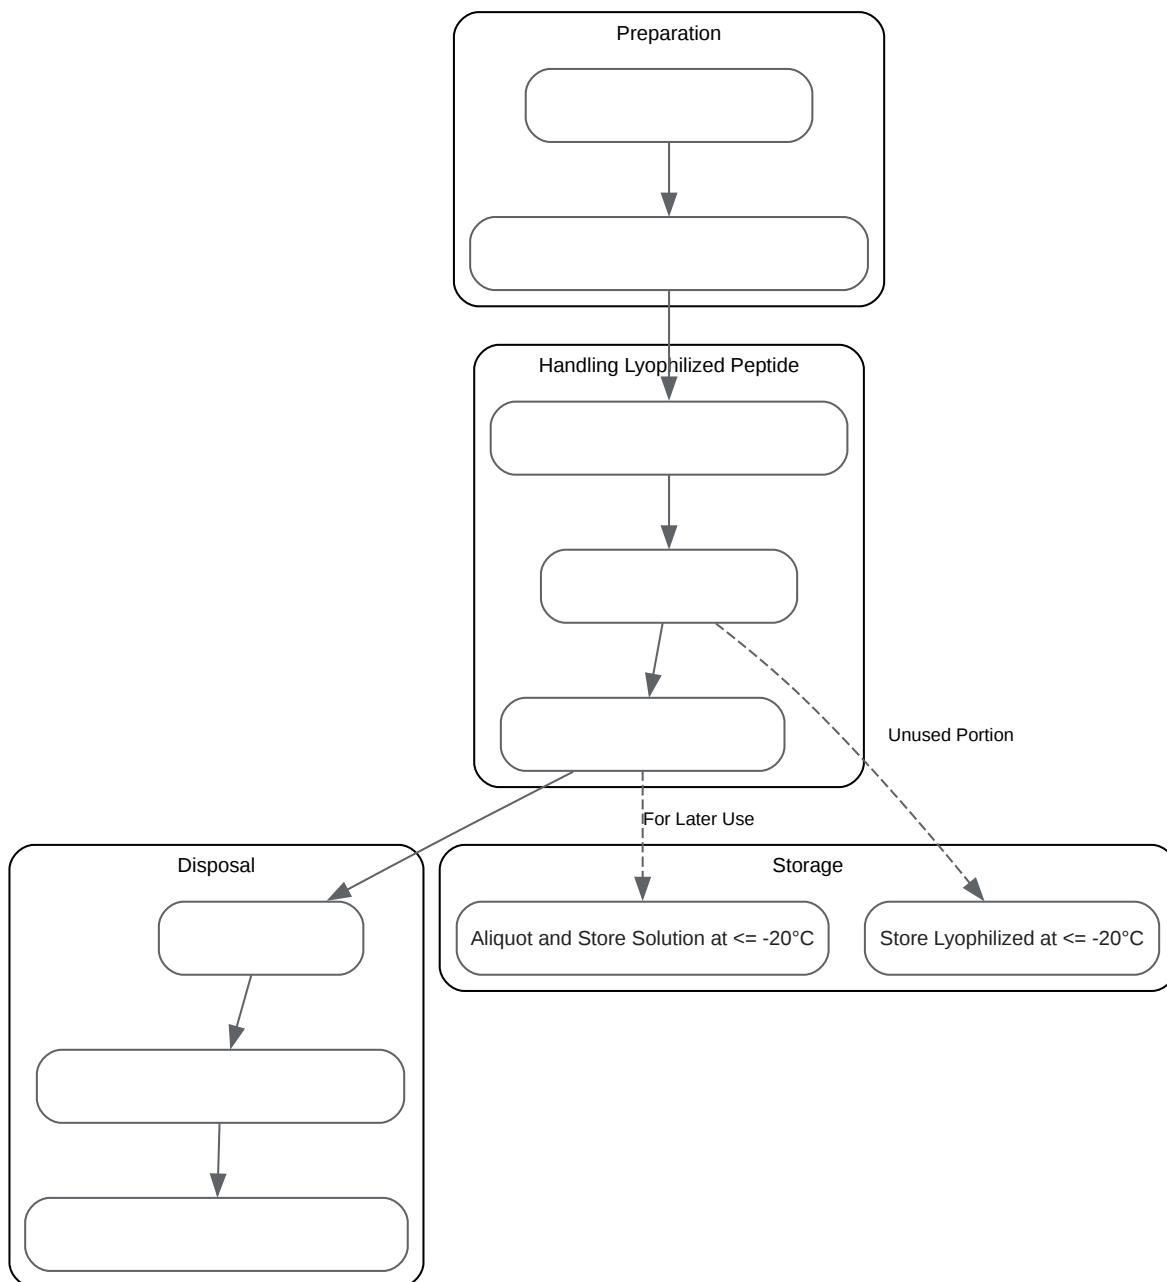 Preparation
Handling Lyophilized Peptide
Unused Portion
For Later Use
Disposal
Storage
Aliquot and Store Solution at <= -20°C
Store Lyophilized at <= -20°C